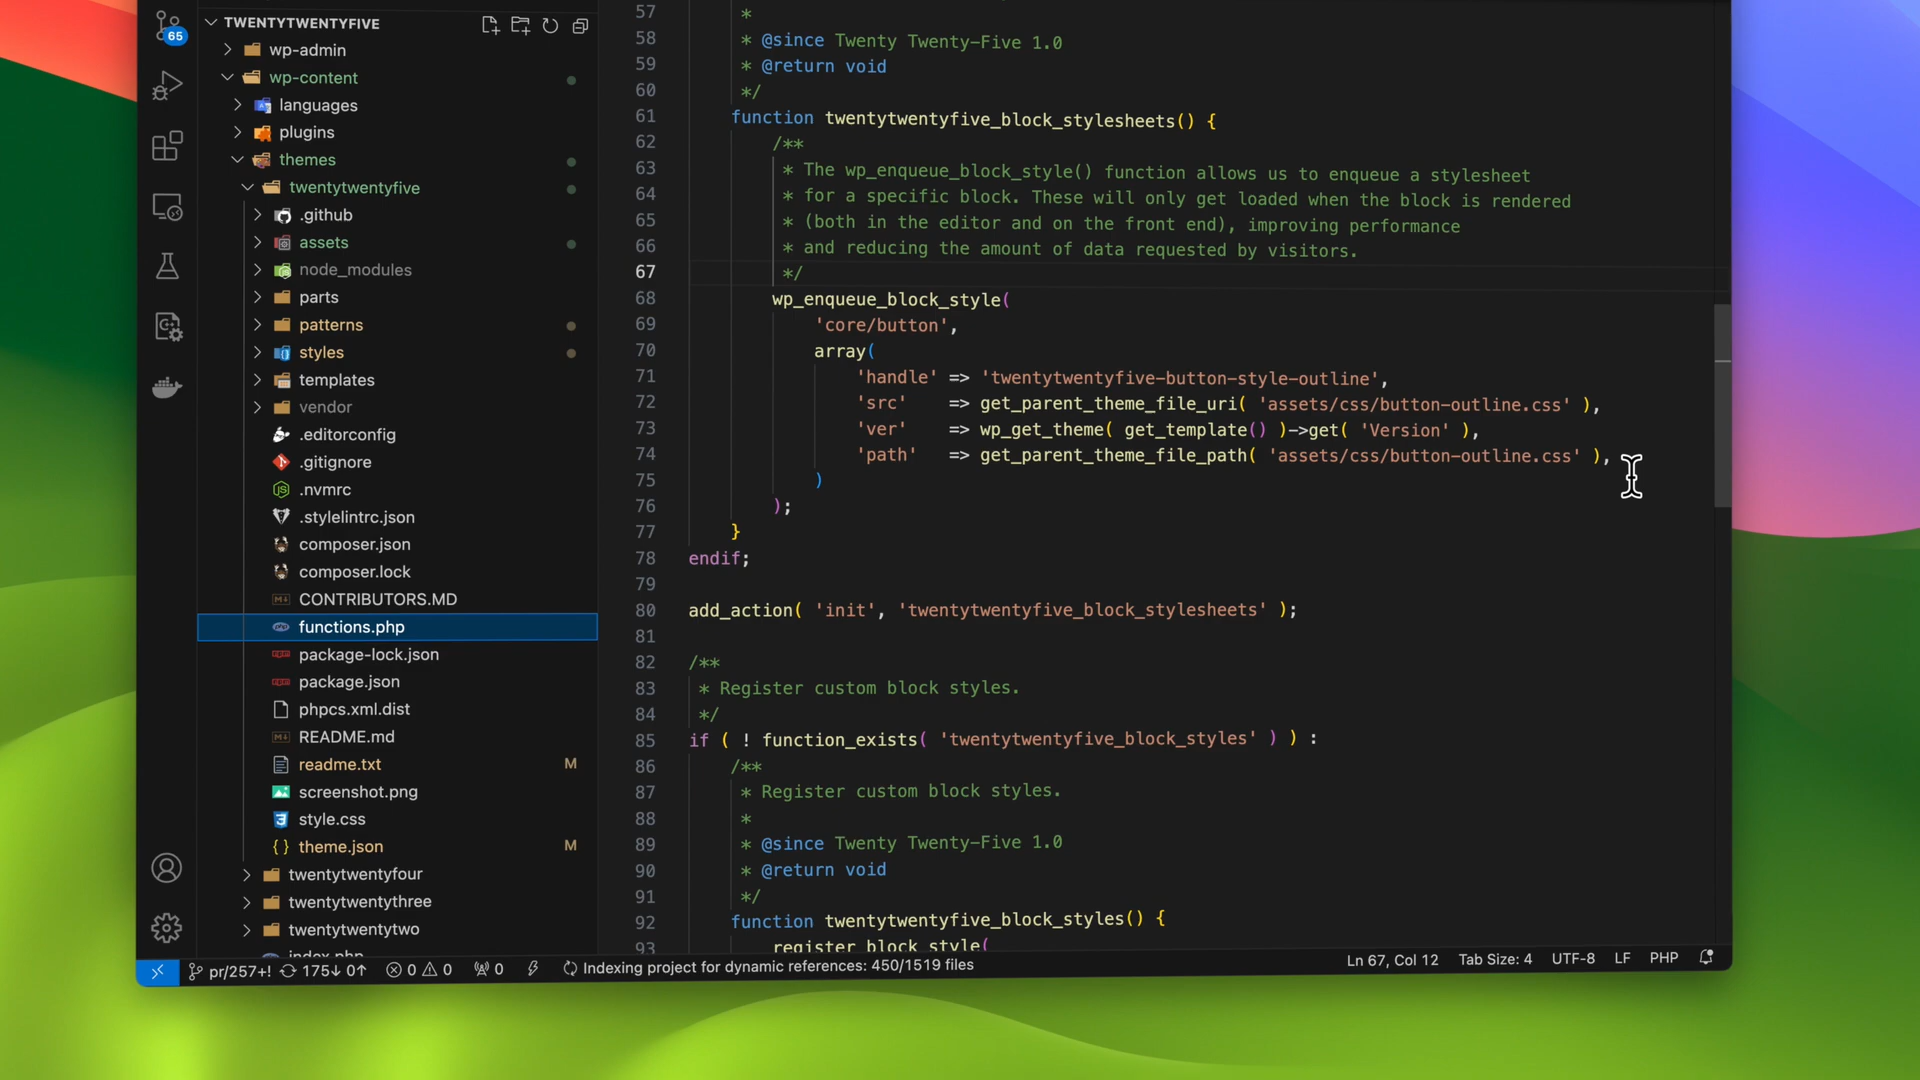 65
TWENTYTWENTYFIVE
wp-admin
wp-content
languages
plugins
themes
twentytwentyfive
.github
assets
node_modules
parts
patterns
styles
templates
vendor
.editorconfig
.gitignore
.nvmrc
.stylelintrc.json
composer.json
composer.lock
CONTRIBUTORS.MD
functions.php
package-lock.json
package.json
phpcs.xml.dist
README.md
readme.txt M
screenshot.png
style.css
theme.json M
twentytwentyfour
twentytwentythree
twentytwentytwo
index.php
57 *
58 * @since Twenty Twenty-Five 1.0
59 * @return void
60 */
61 function twentytwentyfive_block_stylesheets() {
62 /**
63 * The wp_enqueue_block_style() function allows us to enqueue a stylesheet
64 * for a specific block. These will only get loaded when the block is rendered
65 * (both in the editor and on the front end), improving performance
66 * and reducing the amount of data requested by visitors.
67 */
68 wp_enqueue_block_style(
69 'core/button',
70 array(
71 'handle' => 'twentytwentyfive-button-style-outline',
72 'src' => get_parent_theme_file_uri( 'assets/css/button-outline.css' ),
73 'ver' => wp_get_theme( get_template() )->get( 'Version' ),
74 'path' => get_parent_theme_file_path( 'assets/css/button-outline.css' ),
75 )
76 );
77 }
78 endif;
79
80 add_action( 'init', 'twentytwentyfive_block_stylesheets' );
81
82 /**
83 * Register custom block styles.
84 */
85 if ( ! function_exists( 'twentytwentyfive_block_styles' ) ) :
86 /**
87 * Register custom block styles.
88 *
89 * @since Twenty Twenty-Five 1.0
90 * @return void
91 */
92 function twentytwentyfive_block_styles() {
93 register_block_style(
pr/257+! 175↓ 0↑ 0 0 0 Indexing project for dynamic references: 450/1519 files Ln 67, Col 12 Tab Size: 4 UTF-8 LF PHP